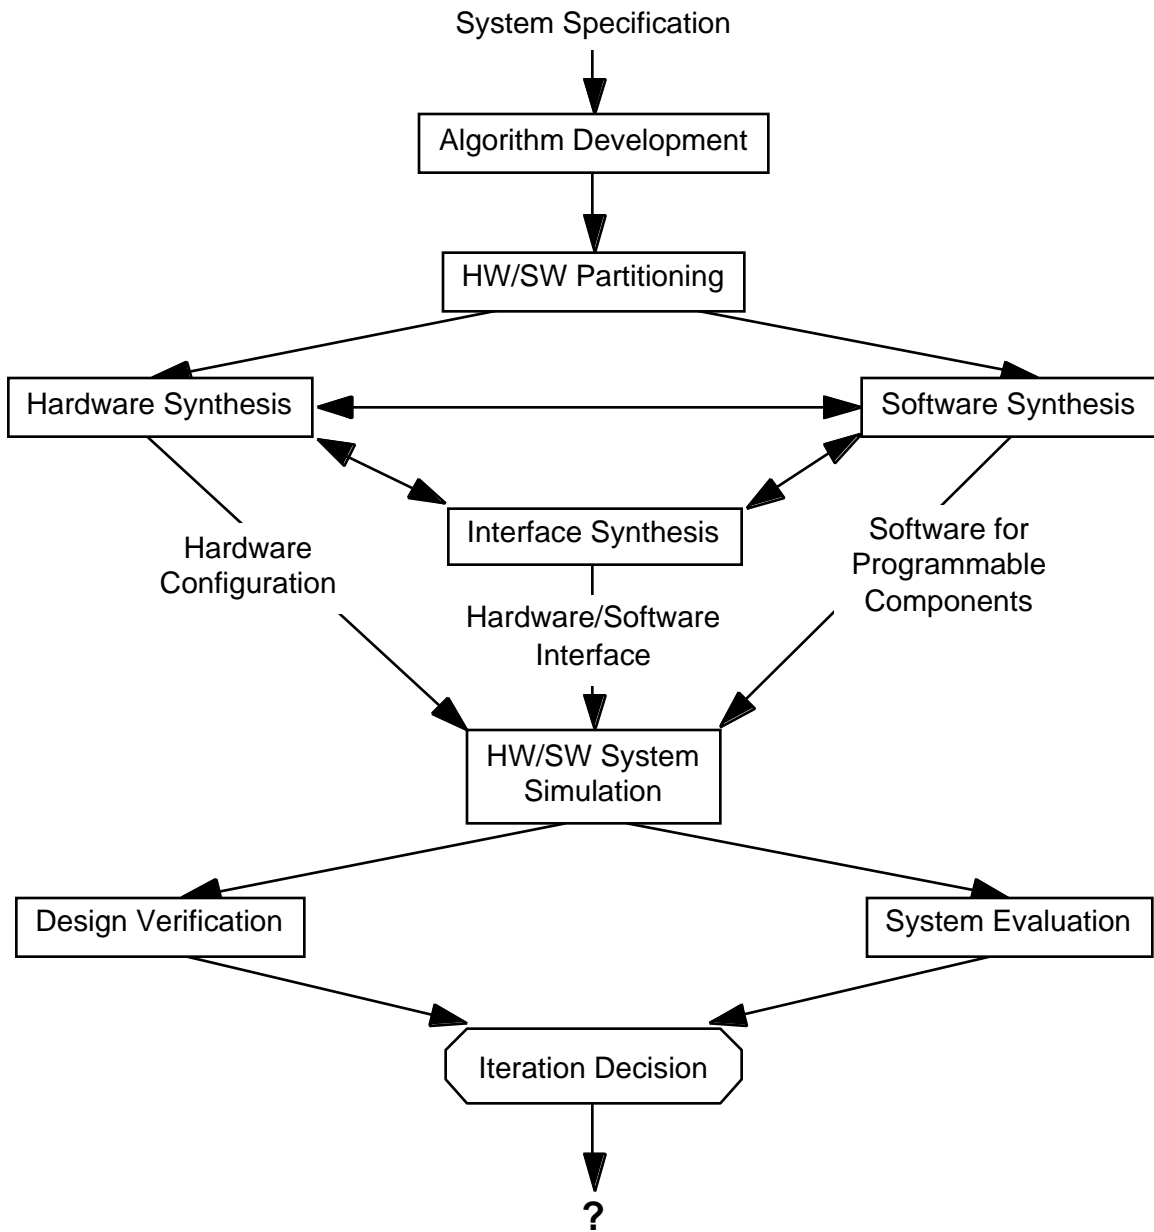 System Specification
Algorithm Development
HW/SW Partitioning
Hardware Synthesis
Software Synthesis
Interface Synthesis
Hardware
Configuration
Hardware/Software
Interface
Software for
Programmable
Components
HW/SW System
Simulation
Design Verification
System Evaluation
Iteration Decision
?